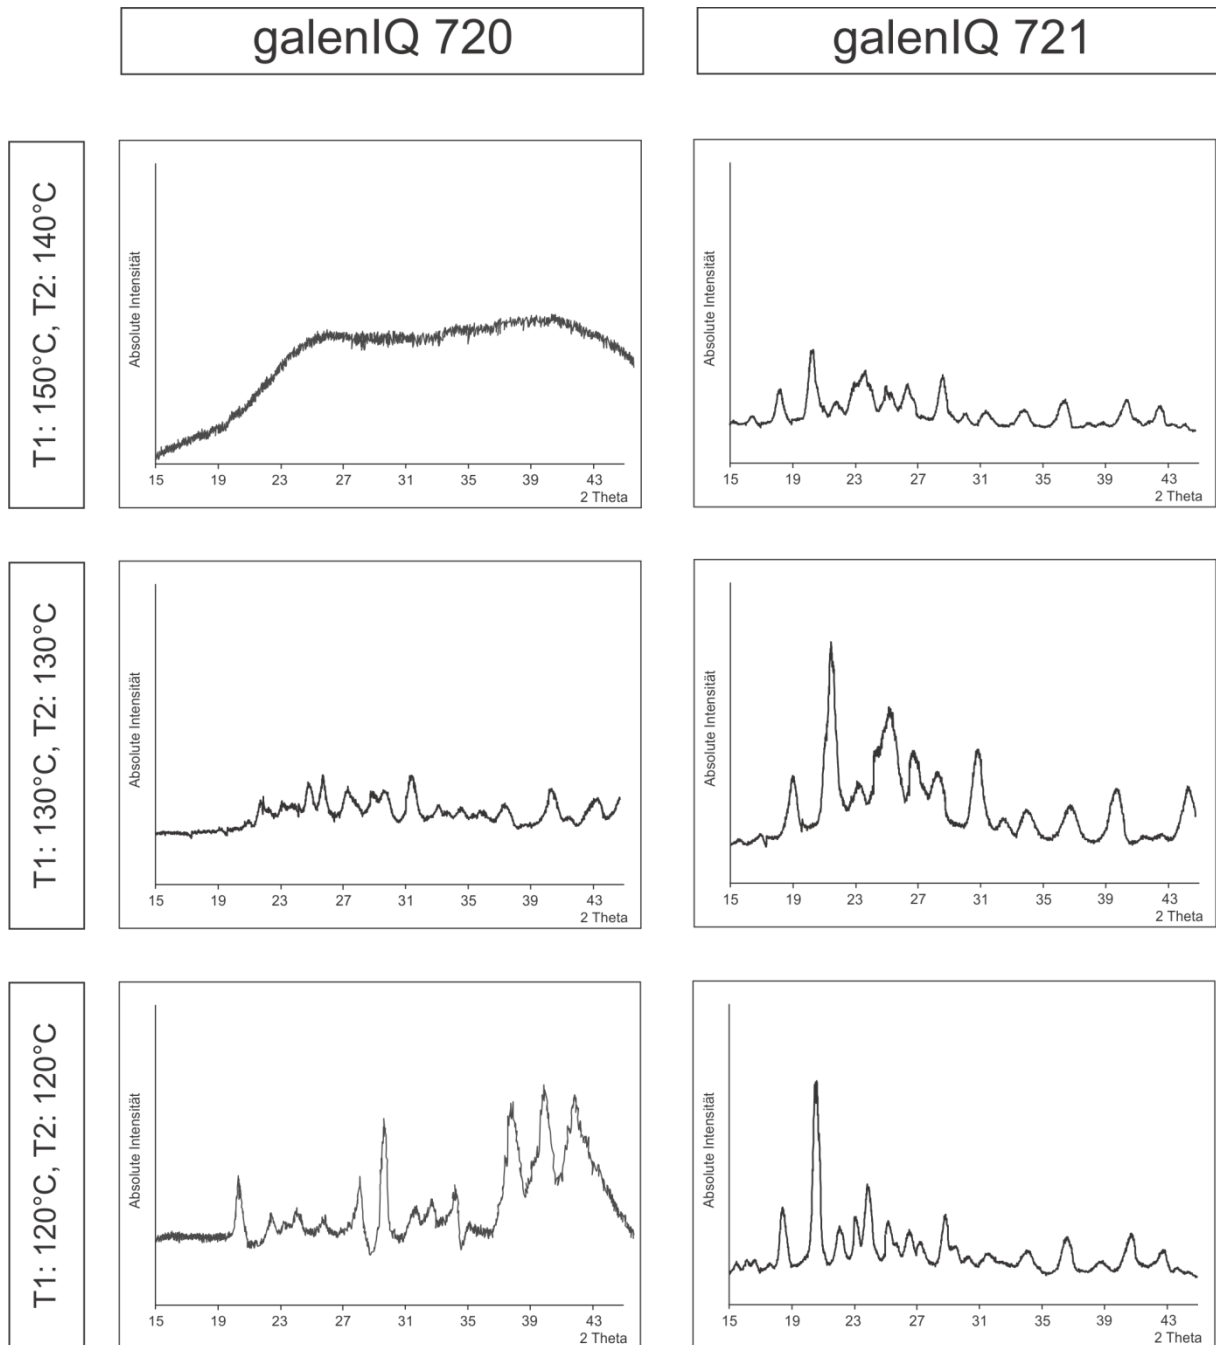 galenIQ 720
galenIQ 721
T1: 150°C, T2: 140°C
Absolute Intensität
15 19 23 27 31 35 39 43
2 Theta
Absolute Intensität
15 19 23 27 31 35 39 43
2 Theta
T1: 130°C, T2: 130°C
Absolute Intensität
15 19 23 27 31 35 39 43
2 Theta
Absolute Intensität
15 19 23 27 31 35 39 43
2 Theta
T1: 120°C, T2: 120°C
Absolute Intensität
15 19 23 27 31 35 39 43
2 Theta
Absolute Intensität
15 19 23 27 31 35 39 43
2 Theta